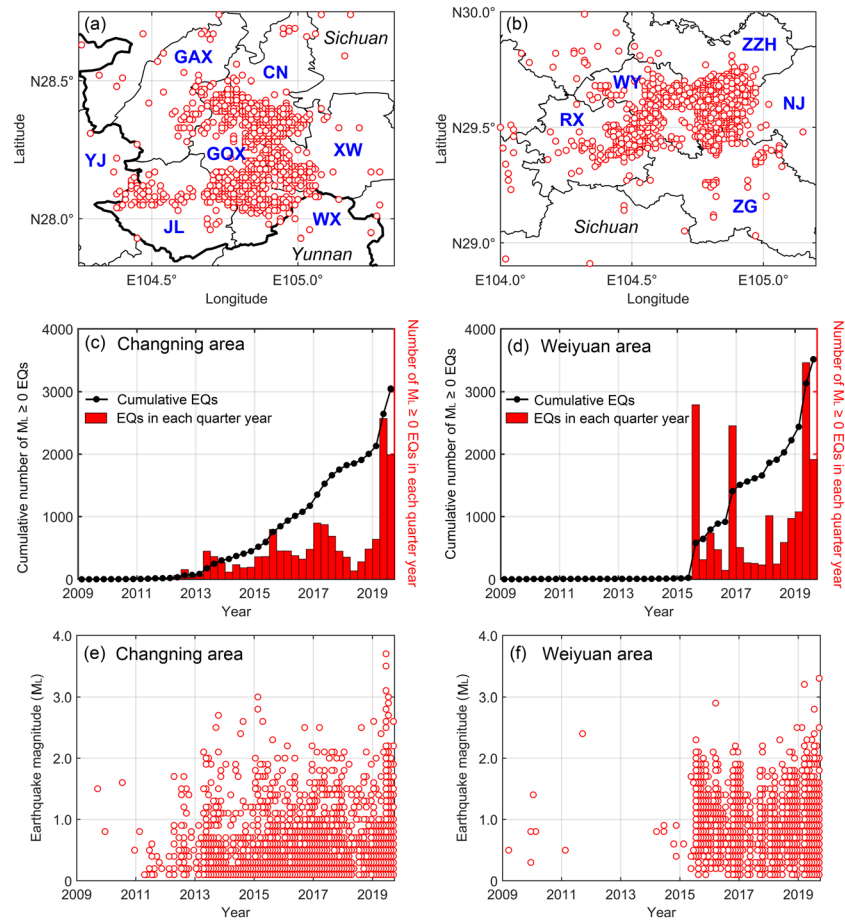 (a)
Sichuan
GAX
CN
N28.5°
GQX
XW
YJ
N28.0°
JL
WX
Yunnan
E104.5°
E105.0°
Longitude
Latitude
(b)
N30.0°
ZZH
WY
NJ
RX
N29.5°
ZG
Sichuan
N29.0°
E104.0°
E104.5°
E105.0°
Longitude
Latitude
(c) Changning area
Cumulative EQs
EQs in each quarter year
4000
3000
2000
1000
0
2009 2011 2013 2015 2017 2019
Year
Cumulative number of ML ≥ 0 EQs
Number of ML ≥ 0 EQs in each quarter year
(d) Weiyuan area
Cumulative EQs
EQs in each quarter year
4000
3000
2000
1000
0
2009 2011 2013 2015 2017 2019
Year
Cumulative number of ML ≥ 0 EQs
Number of ML ≥ 0 EQs in each quarter year
(e) Changning area
4.0
3.0
2.0
1.0
0
2009 2011 2013 2015 2017 2019
Year
Earthquake magnitude (ML)
(f) Weiyuan area
4.0
3.0
2.0
1.0
0
2009 2011 2013 2015 2017 2019
Year
Earthquake magnitude (ML)